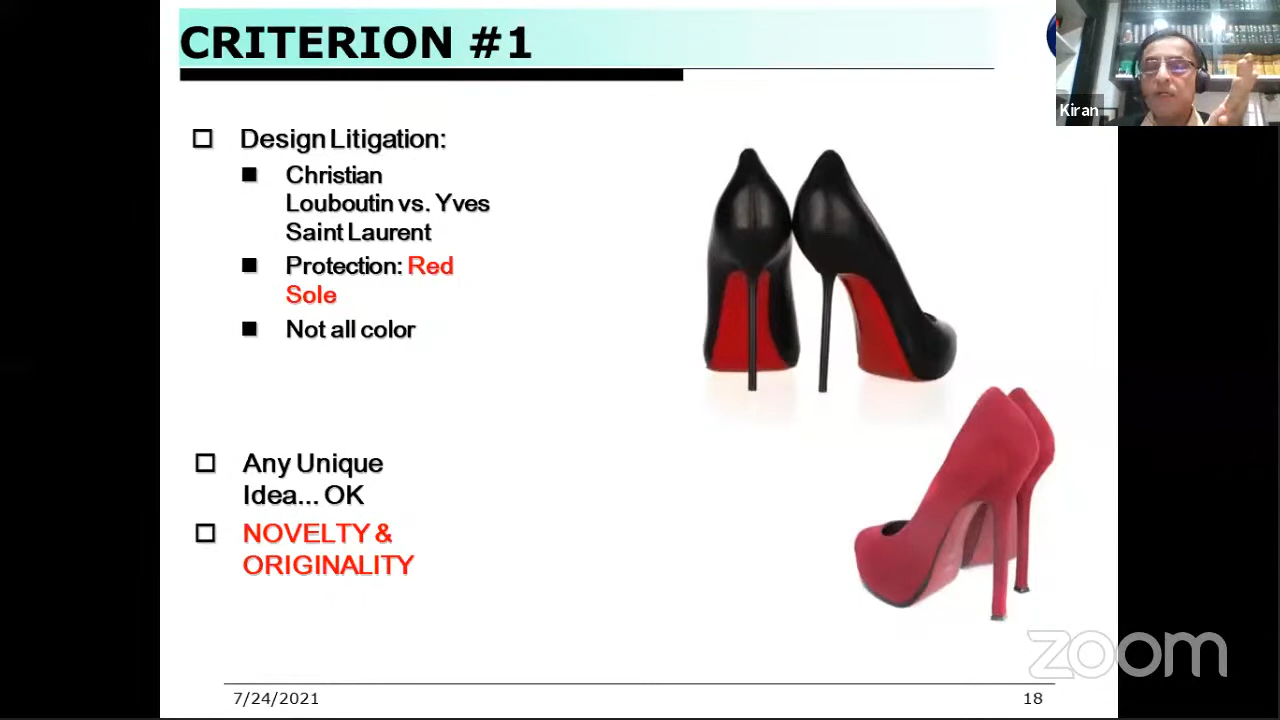 CRITERION #1
Kiran
Design Litigation:
Christian
Louboutin vs. Yves
Saint Laurent
Protection: Red
Sole
Not all color
Any Unique
Idea... OK
NOVELTY &
ORIGINALITY
zoom
7/24/2021
18